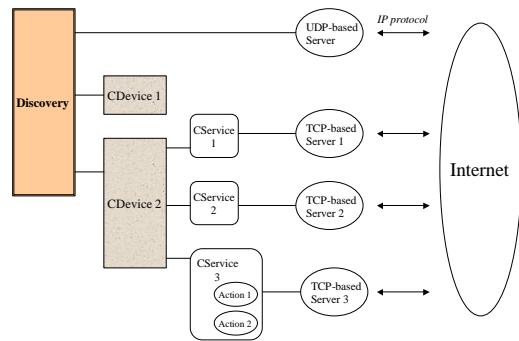 UDP-based
Server
IP protocol
Discovery
CDevice 1
CService
1
TCP-based
Server 1
Internet
CDevice 2
CService
2
TCP-based
Server 2
CService
3
Action 1
Action 2
TCP-based
Server 3